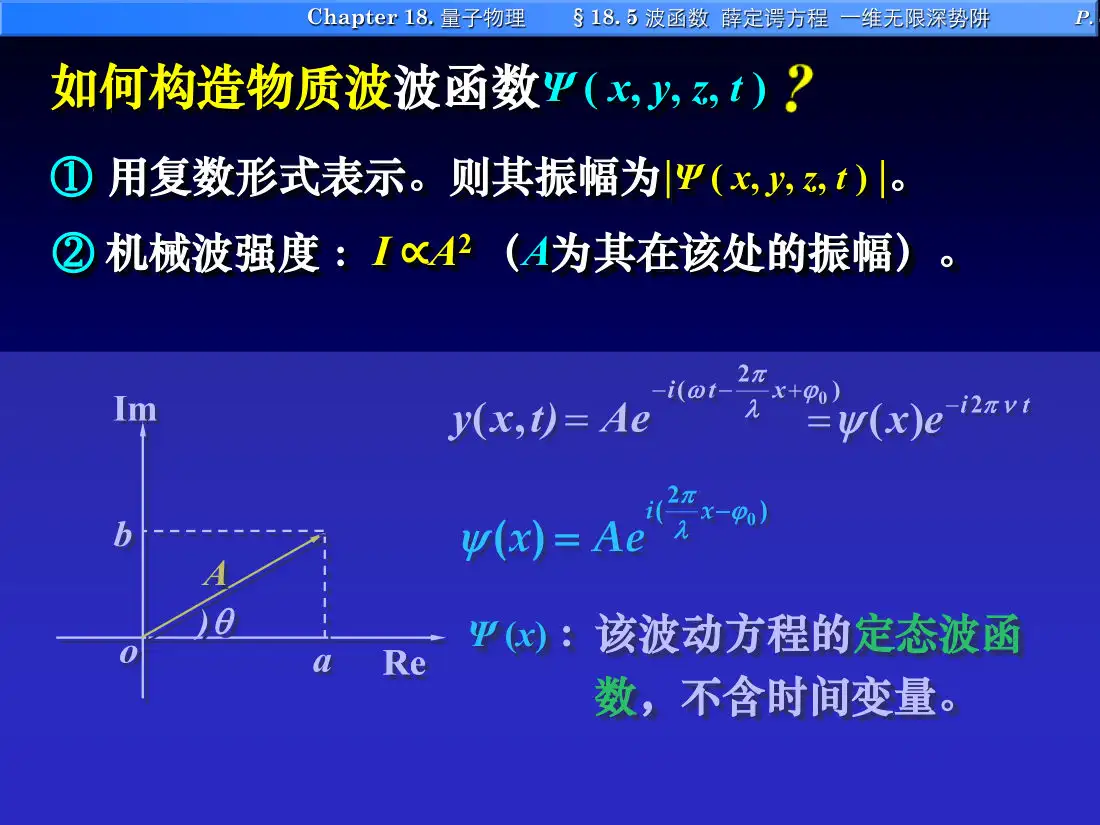 Chapter 18. 量子物理 § 18. 5 波函数 薛定谔方程 一维无限深势阱 P.
如何构造物质波波函数Ψ ( x, y, z, t ) ?
① 用复数形式表示。则其振幅为|Ψ ( x, y, z, t ) |。
② 机械波强度：I ∝A² （A为其在该处的振幅）。
Im
b
A
)θ
o
a
Re
y(x,t) = Ae^{-i(ωt-\frac{2π}{λ}x+φ₀)} = ψ(x)e^{-i2πνt}
ψ(x) = Ae^{i(\frac{2π}{λ}x-φ₀)}
Ψ (x) ：该波动方程的定态波函
数，不含时间变量。